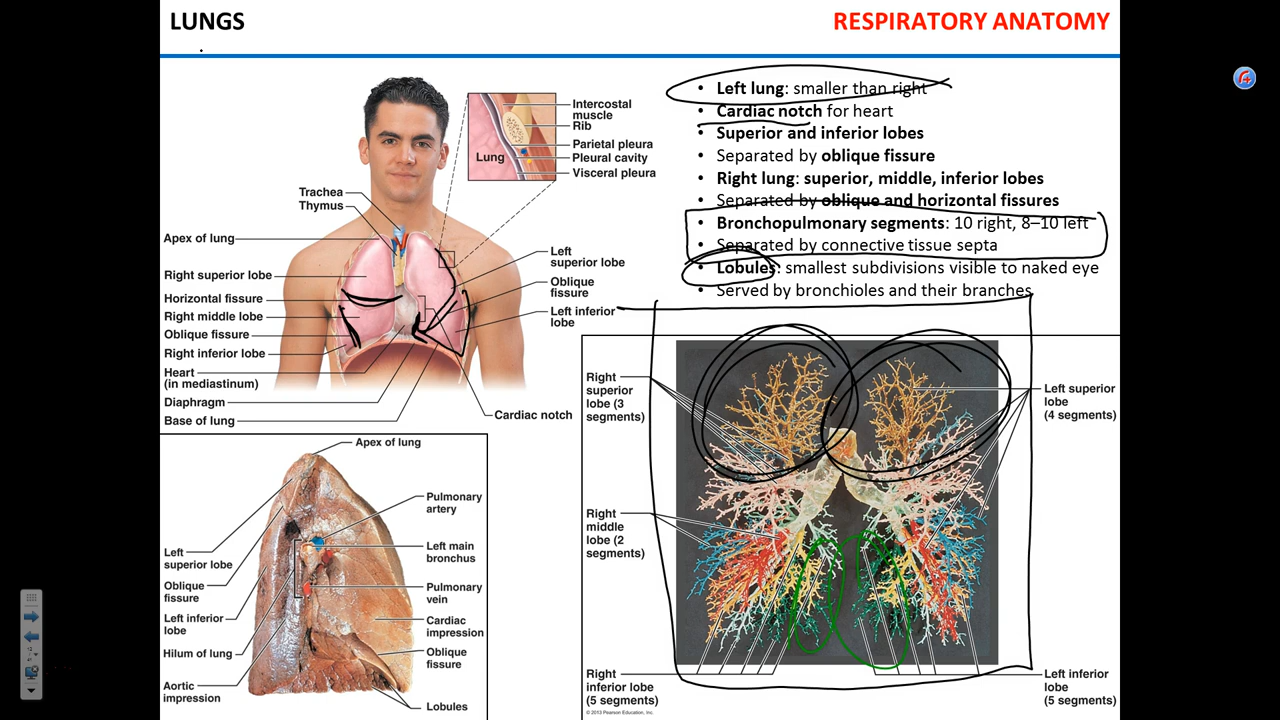 LUNGS
RESPIRATORY ANATOMY
• Left lung: smaller than right
• Cardiac notch for heart
• Superior and inferior lobes
• Separated by oblique fissure
• Right lung: superior, middle, inferior lobes
• Separated by oblique and horizontal fissures
• Bronchopulmonary segments: 10 right, 8–10 left
• Separated by connective tissue septa
• Lobules: smallest subdivisions visible to naked eye
• Served by bronchioles and their branches
Intercostal
muscle
Rib
Parietal pleura
Pleural cavity
Visceral pleura
Lung
Trachea
Thymus
Apex of lung
Right superior lobe
Horizontal fissure
Right middle lobe
Oblique fissure
Right inferior lobe
Heart
(in mediastinum)
Diaphragm
Base of lung
Left
superior lobe
Oblique
fissure
Left inferior
lobe
Cardiac notch
Apex of lung
Pulmonary
artery
Left main
bronchus
Pulmonary
vein
Cardiac
impression
Oblique
fissure
Lobules
Left
superior lobe
Oblique
fissure
Left inferior
lobe
Hilum of lung
Aortic
impression
Right
superior
lobe (3
segments)
Right
middle
lobe (2
segments)
Right
inferior lobe
(5 segments)
Left superior
lobe
(4 segments)
Left inferior
lobe
(5 segments)
© 2013 Pearson Education, Inc.